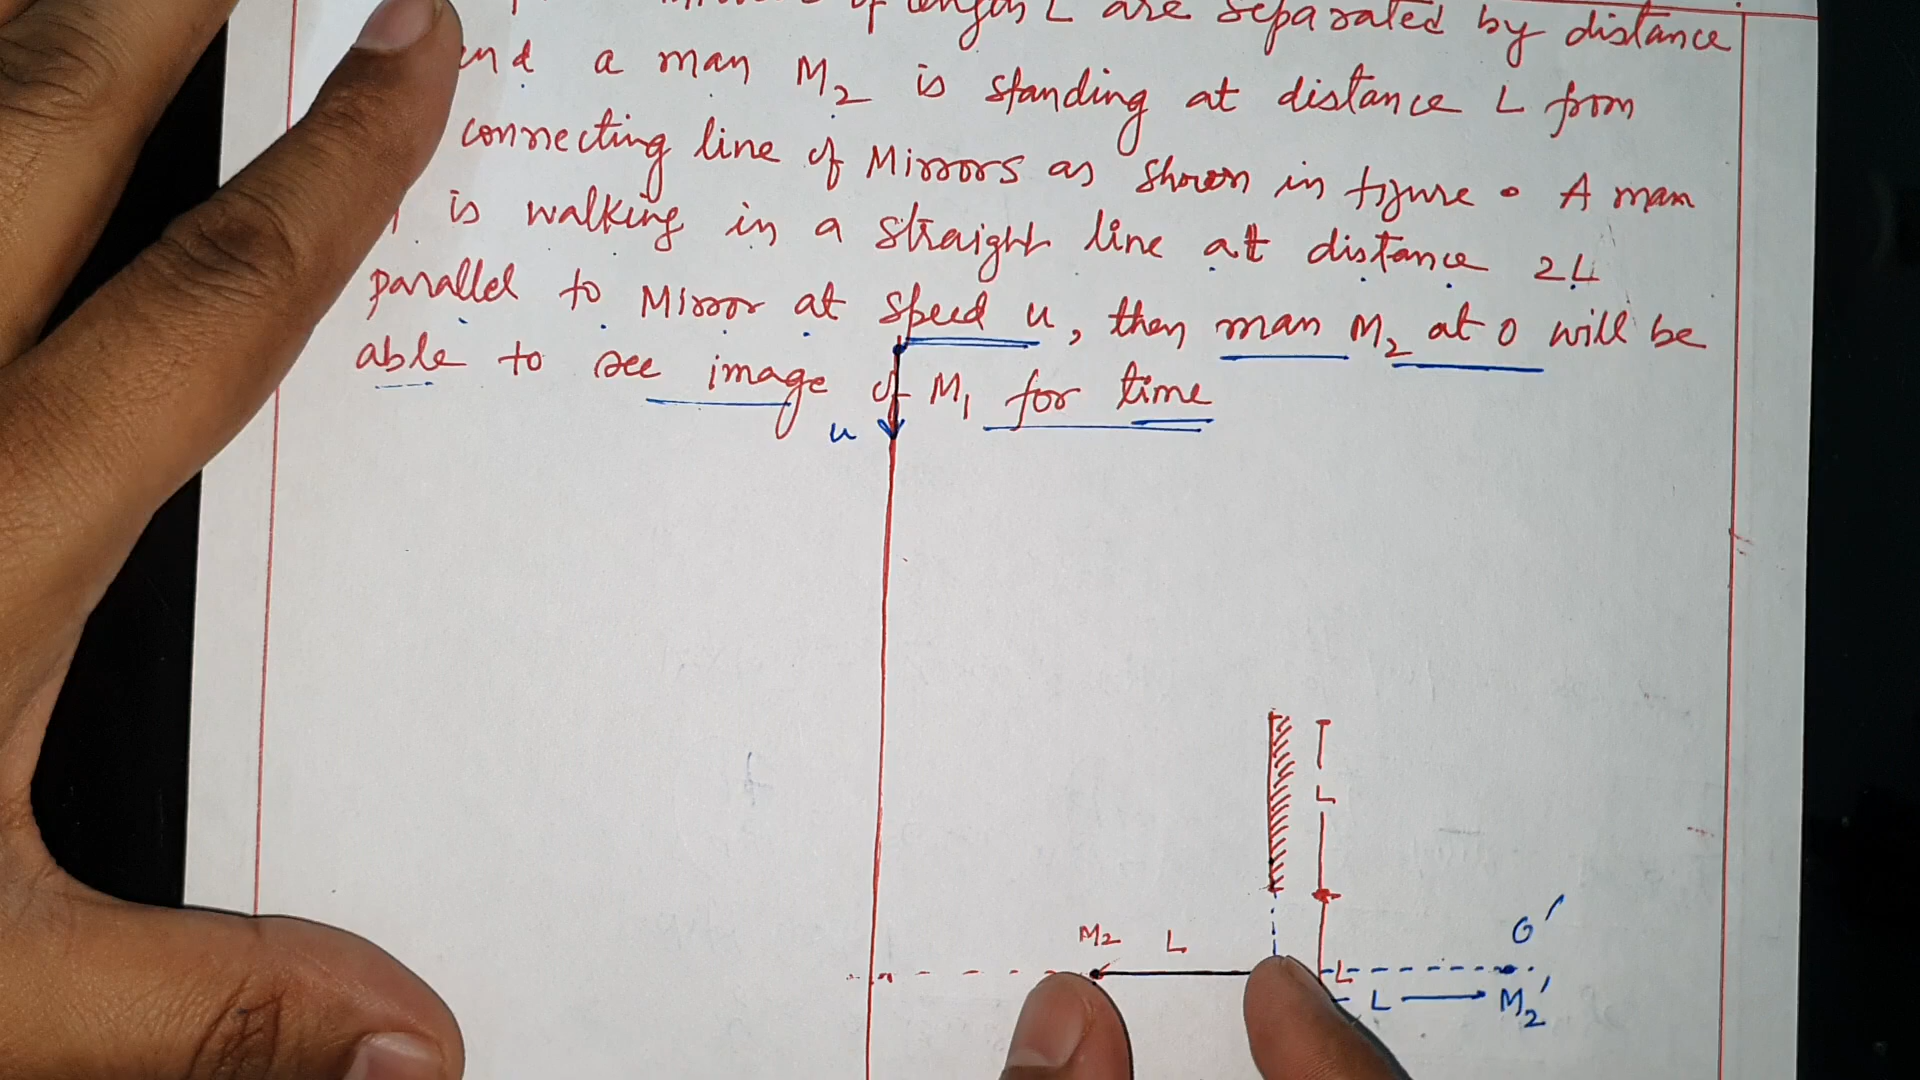 of length L are separated by distance
and a man M₂ is standing at distance L from
connecting line of Mirrors as shown in figure. A man
is walking in a straight line at distance 2L
parallel to Mirror at speed u, then man M₂ at O will be
able to see image of M₁ for time
u
L
M₂ L
O'
L
L
M₂'